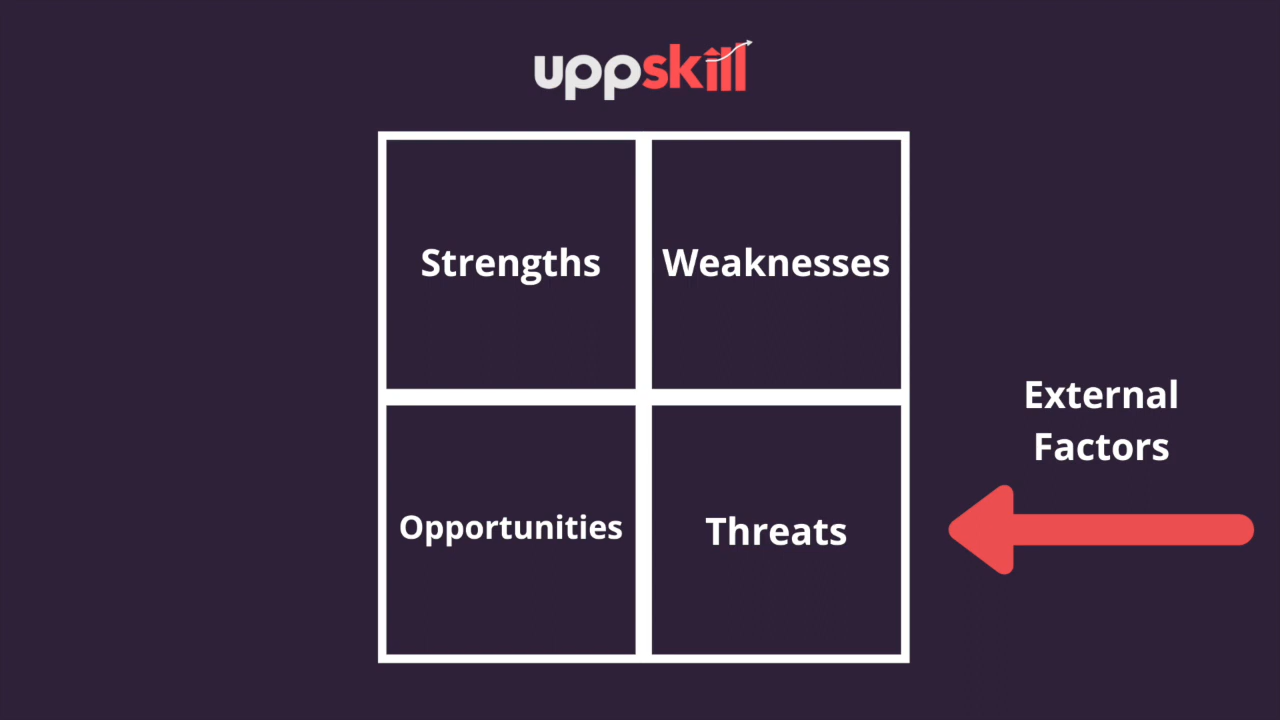 uppskill
Strengths
Weaknesses
External
Factors
Opportunities
Threats